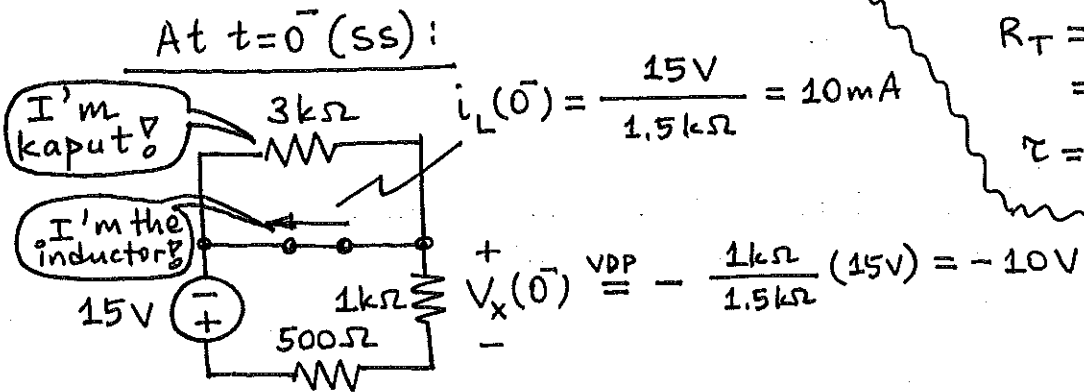 At t=0⁻(SS):
R_T =
=
τ =
I'm kaput!
3kΩ
i_L(0⁻) = 15V / 1.5kΩ = 10mA
I'm the inductor!
V_x(0⁻) VDP = - 1kΩ / 1.5kΩ (15V) = -10V
+
-
15V
-
+
1kΩ
500Ω